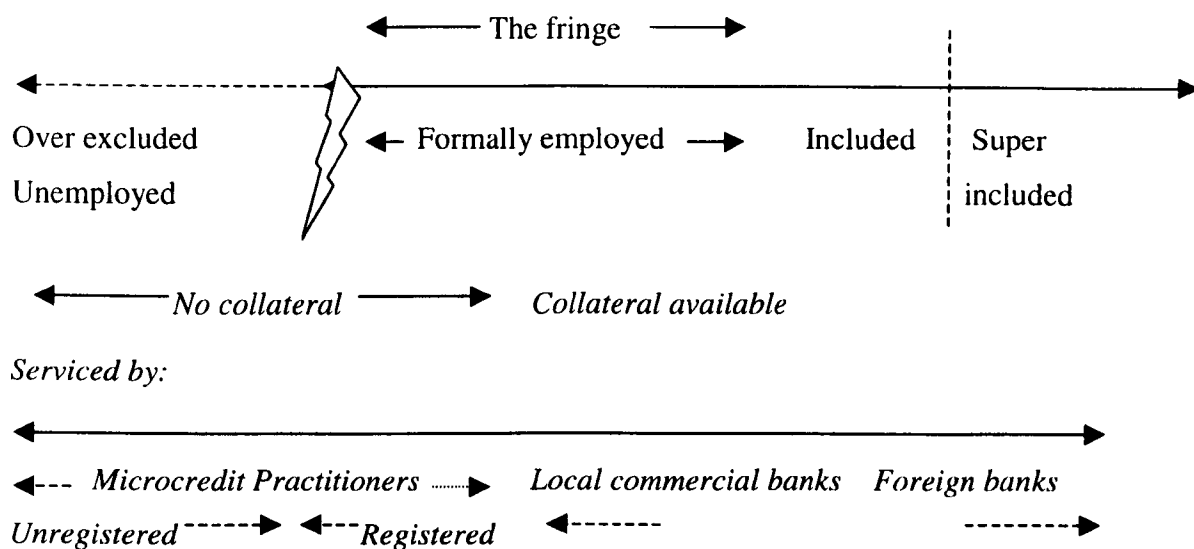 The fringe
Over excluded Formally employed Included Super
Unemployed included
No collateral Collateral available
Serviced by:
Microcredit Practitioners Local commercial banks Foreign banks
Unregistered Registered